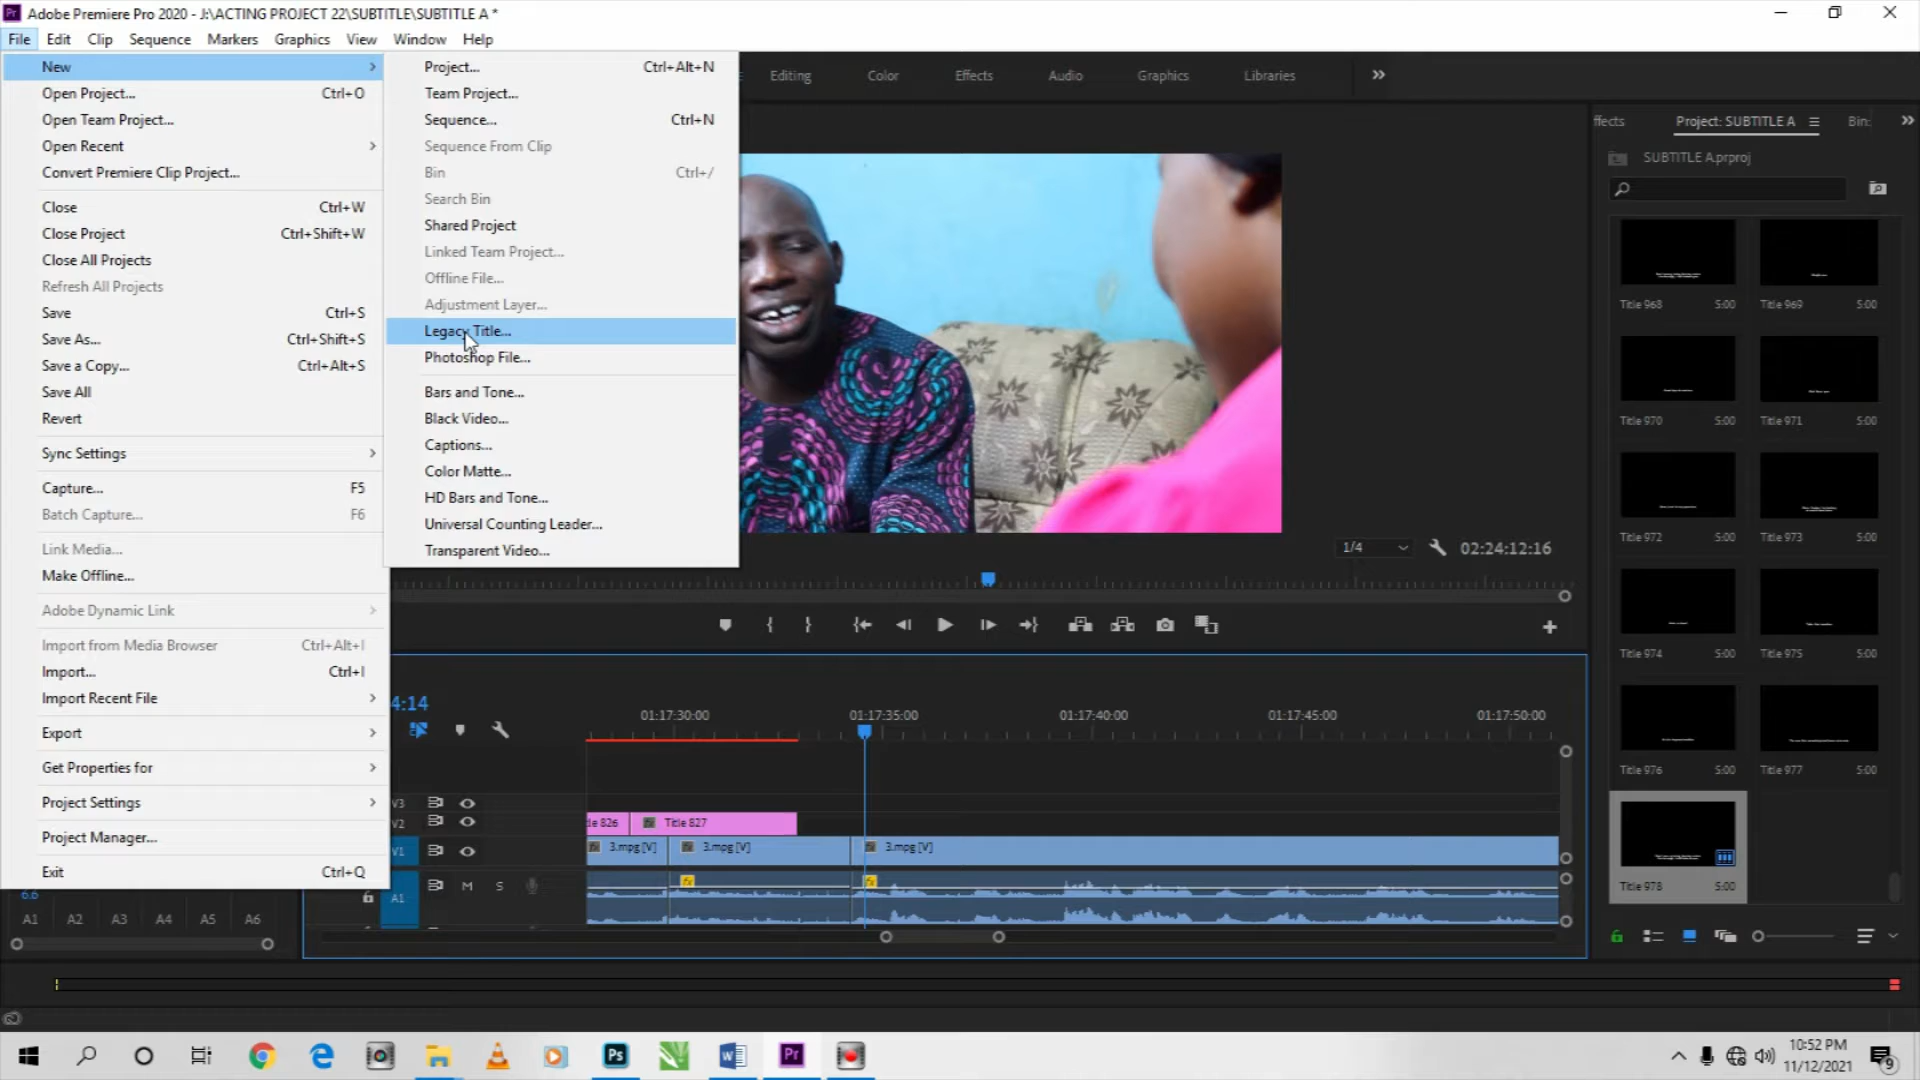 Adobe Premiere Pro 2020 - J:\ACTING PROJECT 22\SUBTITLE\SUBTITLE A *
File Edit Clip Sequence Markers Graphics View Window Help
New
Open Project... Ctrl+O
Open Team Project...
Open Recent
Convert Premiere Clip Project...
Close Ctrl+W
Close Project Ctrl+Shift+W
Close All Projects
Refresh All Projects
Save Ctrl+S
Save As... Ctrl+Shift+S
Save a Copy... Ctrl+Alt+S
Save All
Revert
Sync Settings
Capture... F5
Batch Capture... F6
Link Media...
Make Offline...
Adobe Dynamic Link
Import from Media Browser Ctrl+Alt+I
Import... Ctrl+I
Import Recent File
Export
Get Properties for
Project Settings
Project Manager...
Exit Ctrl+Q
Project... Ctrl+Alt+N
Team Project...
Sequence... Ctrl+N
Sequence From Clip
Bin Ctrl+/
Search Bin
Shared Project
Linked Team Project...
Offline File...
Adjustment Layer...
Legacy Title...
Photoshop File...
Bars and Tone...
Black Video...
Captions...
Color Matte...
HD Bars and Tone...
Universal Counting Leader...
Transparent Video...
Editing Color Effects Audio Graphics Libraries
ffects Project: SUBTITLE A Bin:
SUBTITLE A.prproj
Title 968 5:00 Title 969 5:00
Title 970 5:00 Title 971 5:00
Title 972 5:00 Title 973 5:00
Title 974 5:00 Title 975 5:00
Title 976 5:00 Title 977 5:00
Title 978 5:00
1/4 02:24:12:16
4:14
01:17:30:00 01:17:35:00 01:17:40:00 01:17:45:00 01:17:50:00
V3
V2 tle 826 Title 827
V1 3.mpg [V] 3.mpg [V] 3.mpg [V]
A1 M S
6.6
A1 A2 A3 A4 A5 A6
10:52 PM
11/12/2021
9